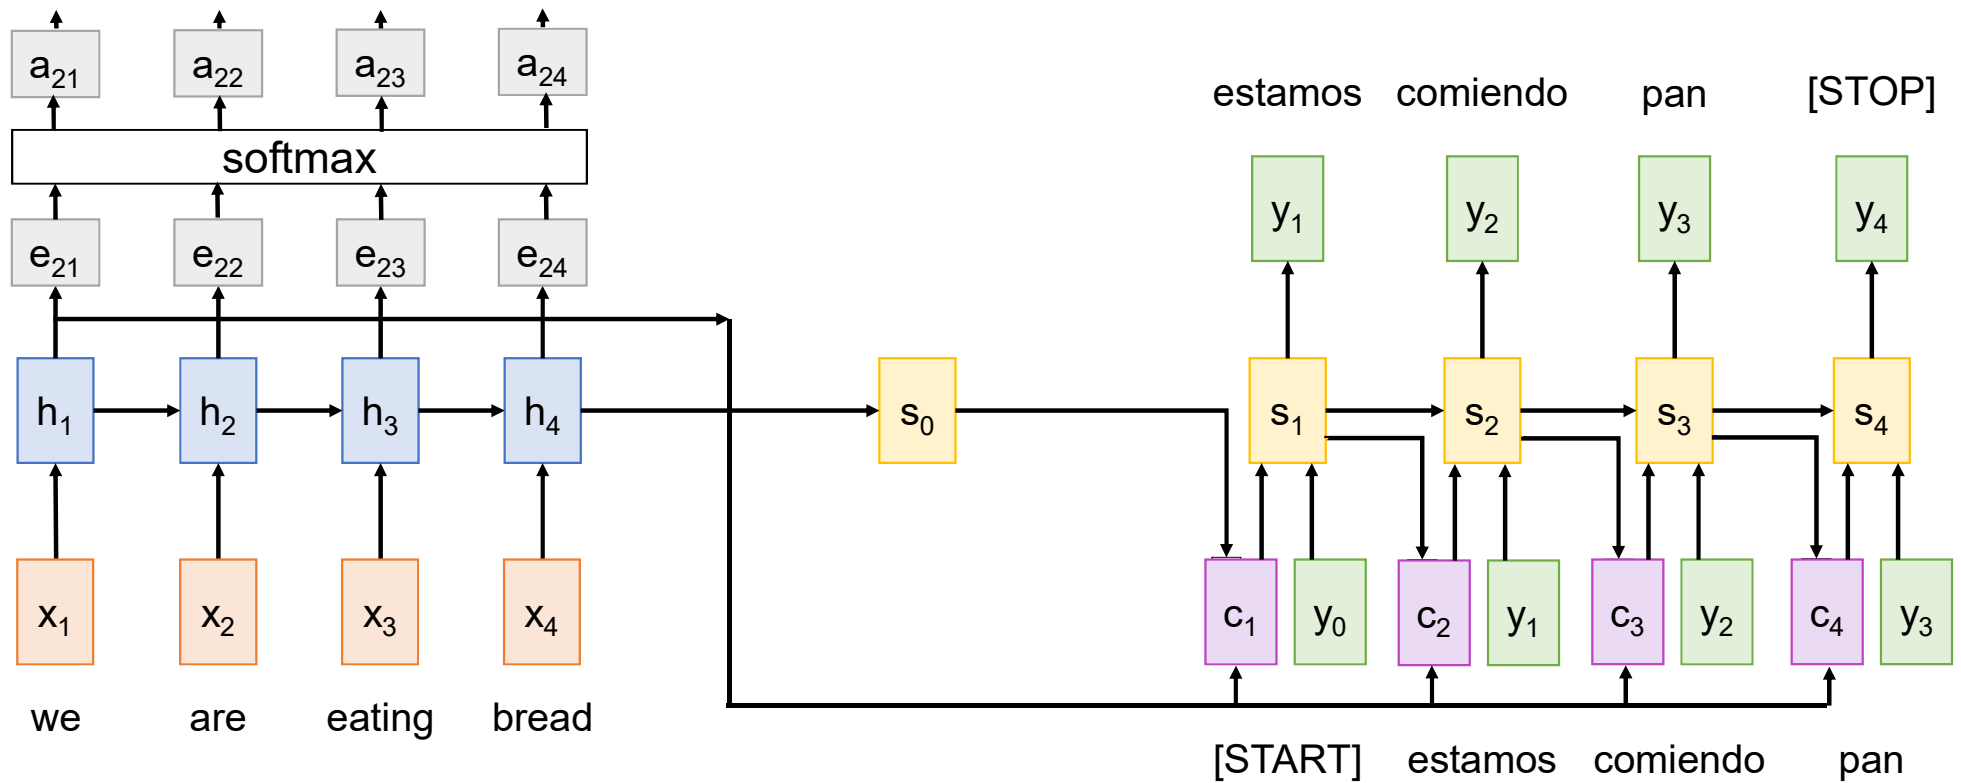 a21 a22 a23 a24
estamos comiendo pan [STOP]
softmax
y1 y2 y3 y4
e21 e22 e23 e24
h1 h2 h3 h4 s0 s1 s2 s3 s4
x1 x2 x3 x4 c1 y0 c2 y1 c3 y2 c4 y3
we are eating bread
[START] estamos comiendo pan